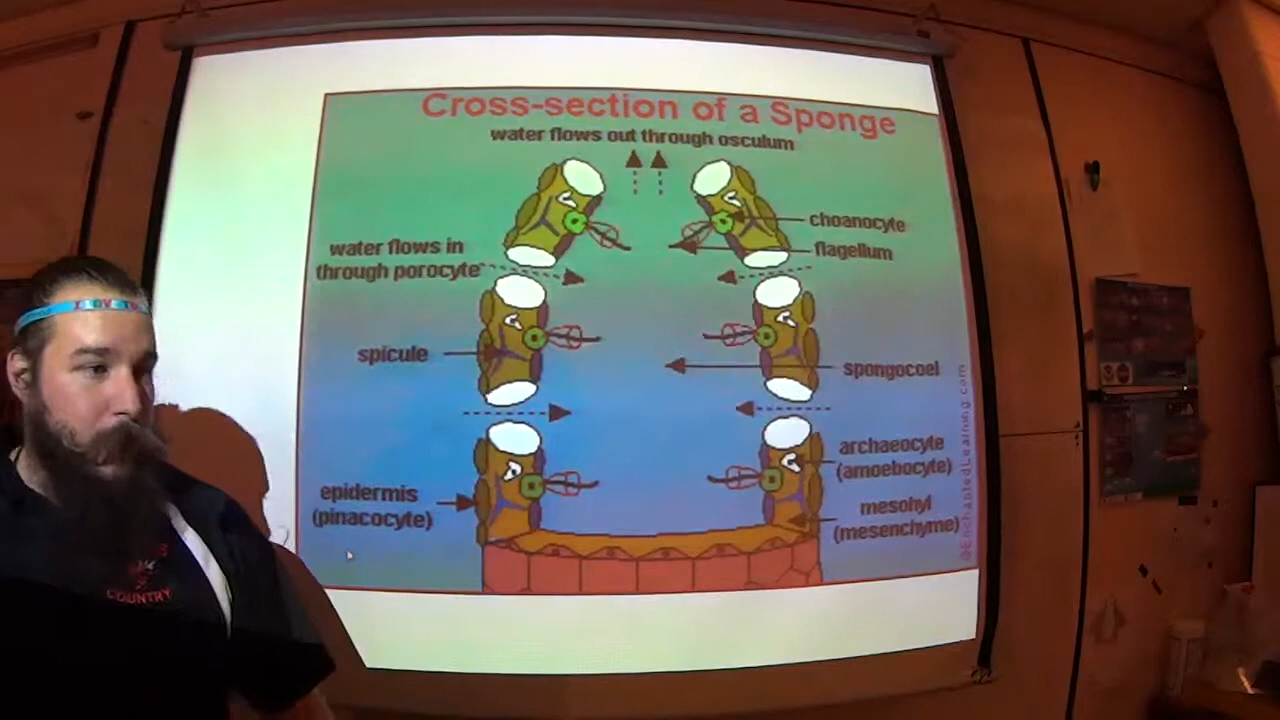 Cross-section of a Sponge
water flows out through osculum
choanocyte
flagellum
water flows in
through porocyte
spicule
spongocoel
archaeocyte
(amoebocyte)
epidermis
(pinacocyte)
mesohyl
(mesenchyme)
©EnchantedLearning.com
I LOVE
COUNTRY